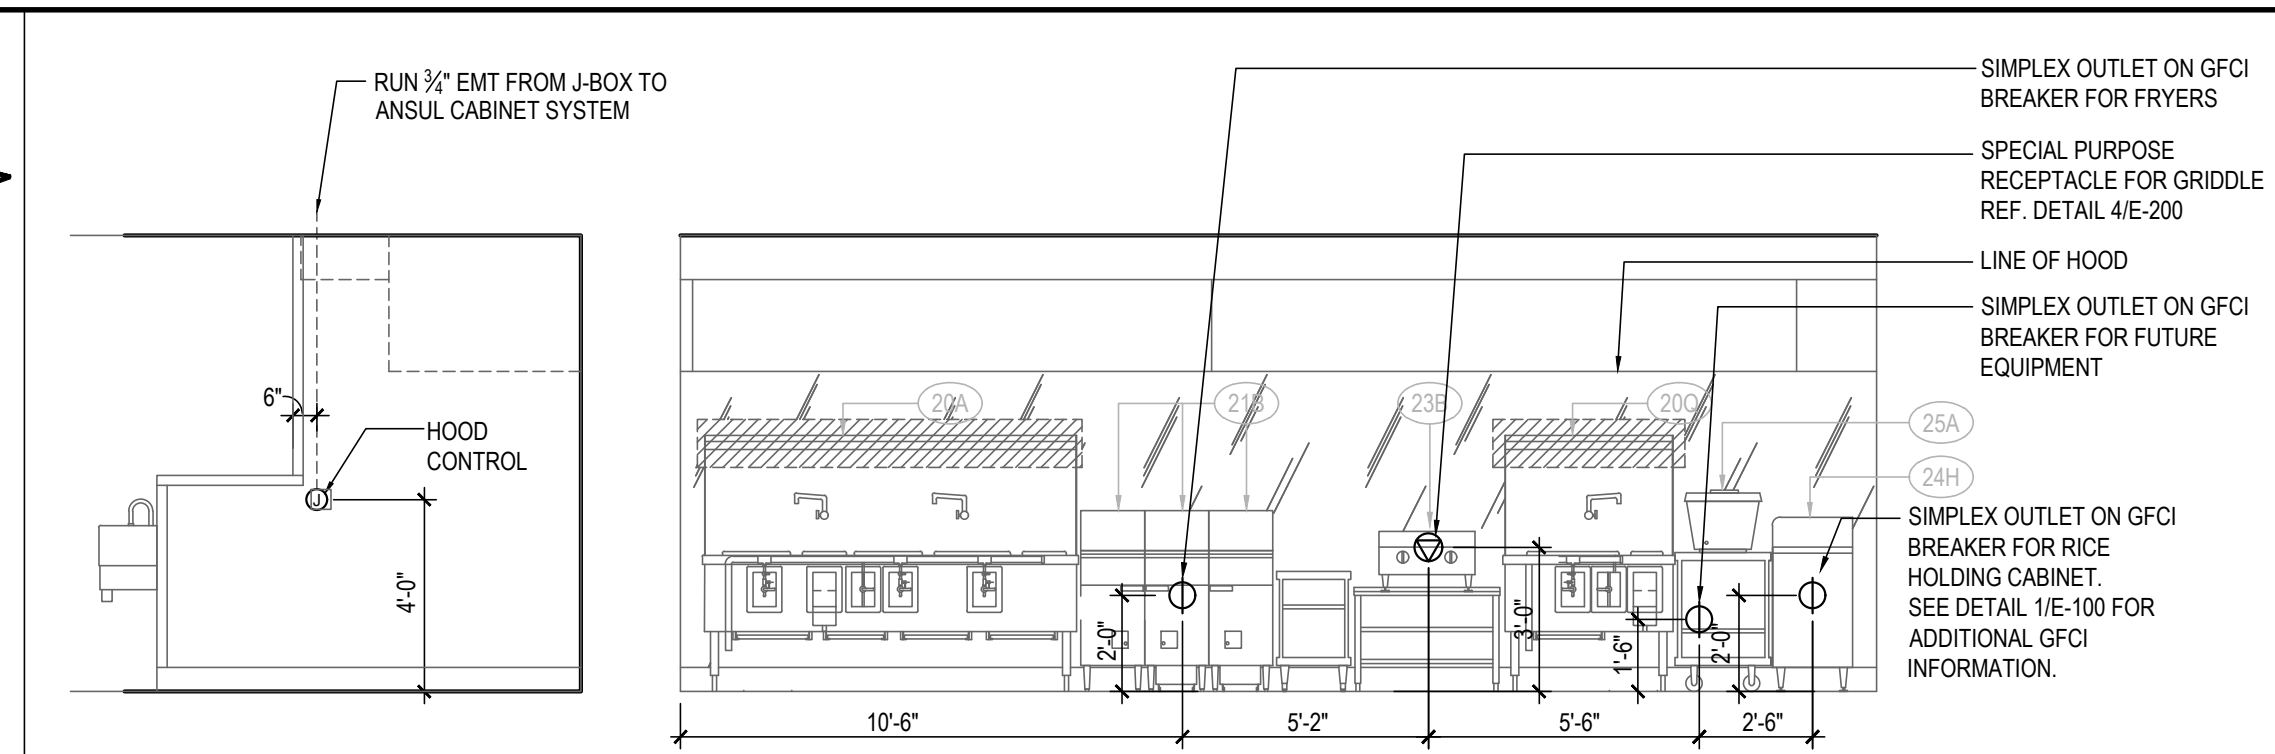 RUN 3/4" EMT FROM J-BOX TO
ANSUL CABINET SYSTEM
6"
HOOD
CONTROL
J
4'-0"
SIMPLEX OUTLET ON GFCI
BREAKER FOR FRYERS
SPECIAL PURPOSE
RECEPTACLE FOR GRIDDLE
REF. DETAIL 4/E-200
LINE OF HOOD
SIMPLEX OUTLET ON GFCI
BREAKER FOR FUTURE
EQUIPMENT
20A
21B
23B
20Q
25A
24H
SIMPLEX OUTLET ON GFCI
BREAKER FOR RICE
HOLDING CABINET.
SEE DETAIL 1/E-100 FOR
ADDITIONAL GFCI
INFORMATION.
2'-0"
3'-0"
1'-6"
2'-0"
10'-6"
5'-2"
5'-6"
2'-6"